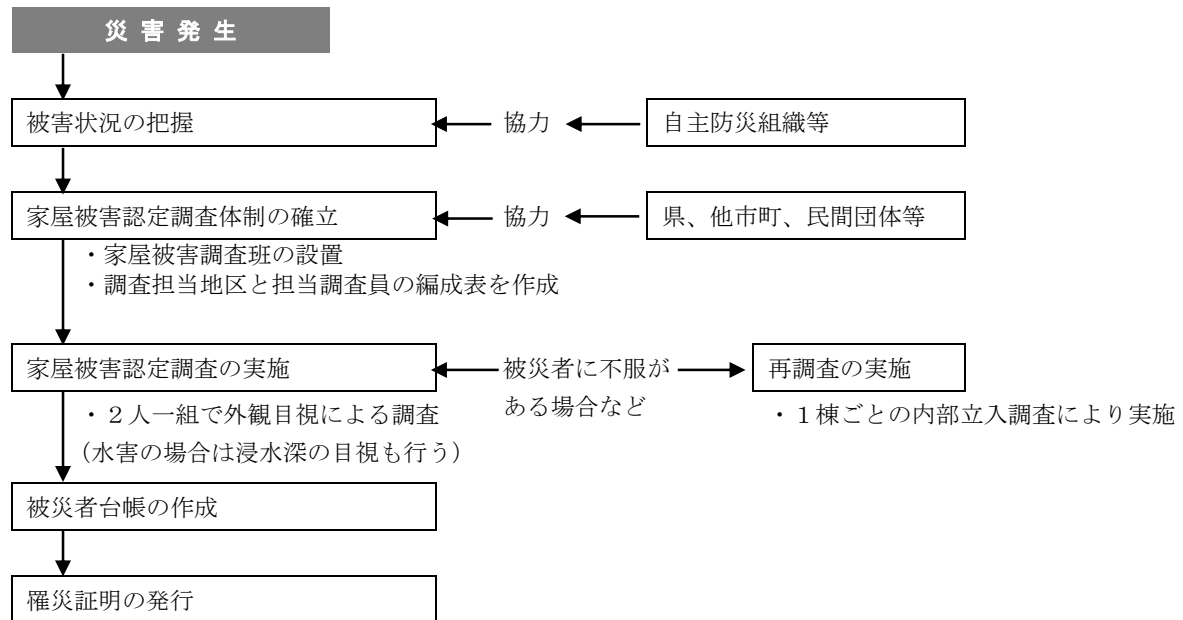 災 害 発 生
被害状況の把握
協力
自主防災組織等
家屋被害認定調査体制の確立
協力
県、他市町、民間団体等
・家屋被害調査班の設置
・調査担当地区と担当調査員の編成表を作成
家屋被害認定調査の実施
被災者に不服が
ある場合など
再調査の実施
・２人一組で外観目視による調査
（水害の場合は浸水深の目視も行う）
・１棟ごとの内部立入調査により実施
被災者台帳の作成
罹災証明の発行